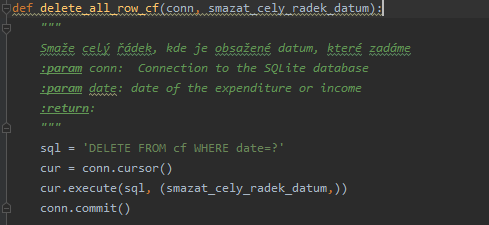 def delete_all_row_cf(conn, smazat_cely_radek_datum):
"""
Smaže celý řádek, kde je obsažené datum, které zadáme
:param conn:  Connection to the SQLite database
:param date: date of the expenditure or income
:return:
"""
sql = 'DELETE FROM cf WHERE date=?'
cur = conn.cursor()
cur.execute(sql, (smazat_cely_radek_datum,))
conn.commit()